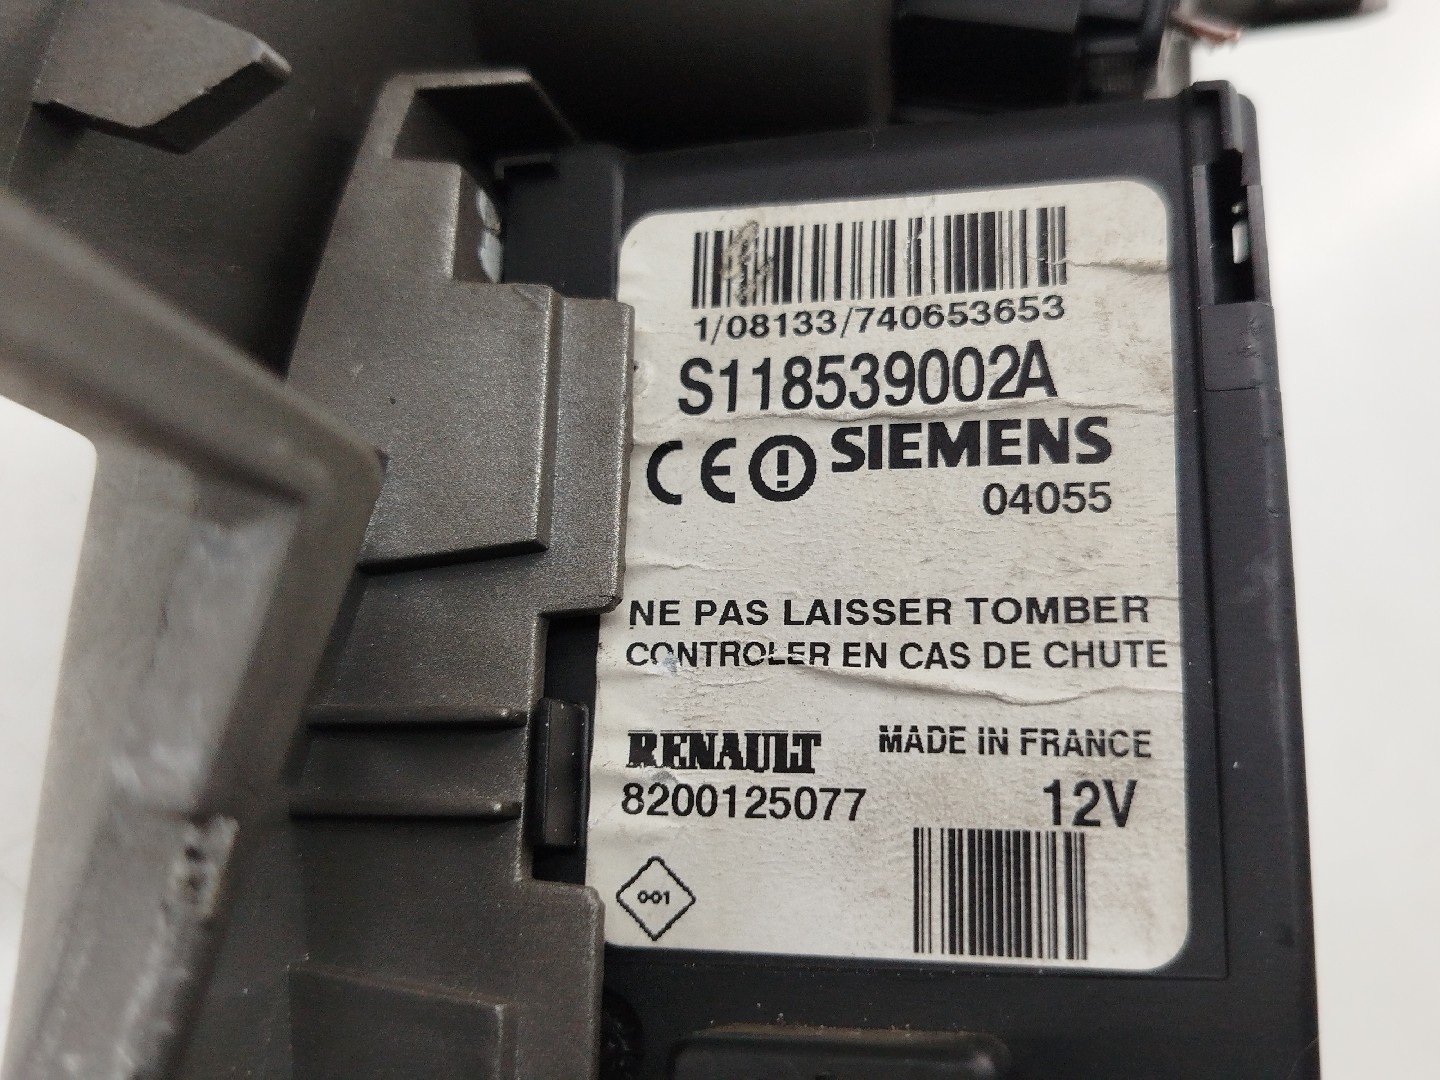 1/08133/740653653
S118539002A
CE SIEMENS
04055
NE PAS LAISSER TOMBER
CONTROLER EN CAS DE CHUTE
RENAULT MADE IN FRANCE
8200125077 12V
001